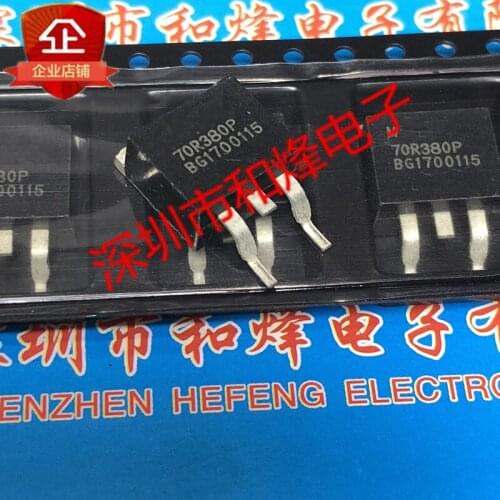 深圳市和烽电子有
企
企业店铺
80P
00115
70R380P
BG1700115
70R380P
BG1700115
深圳市和烽电子
深圳市和烽电子有
ENZHEN HEFENG ELECTRO